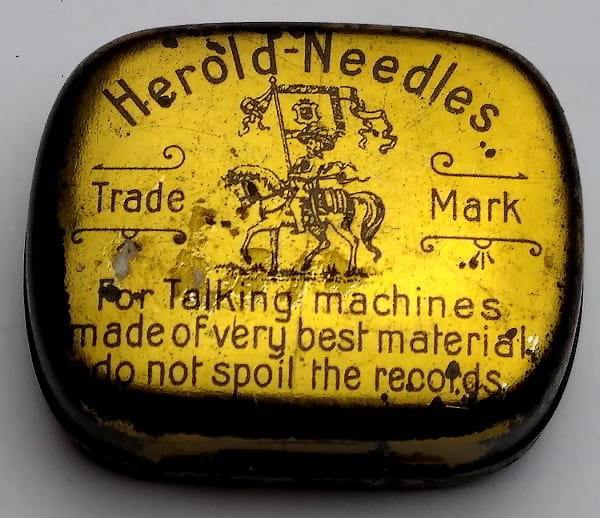 Herold-Needles
Trade Mark
For Talking machines
made of very best material
do not spoil the records.